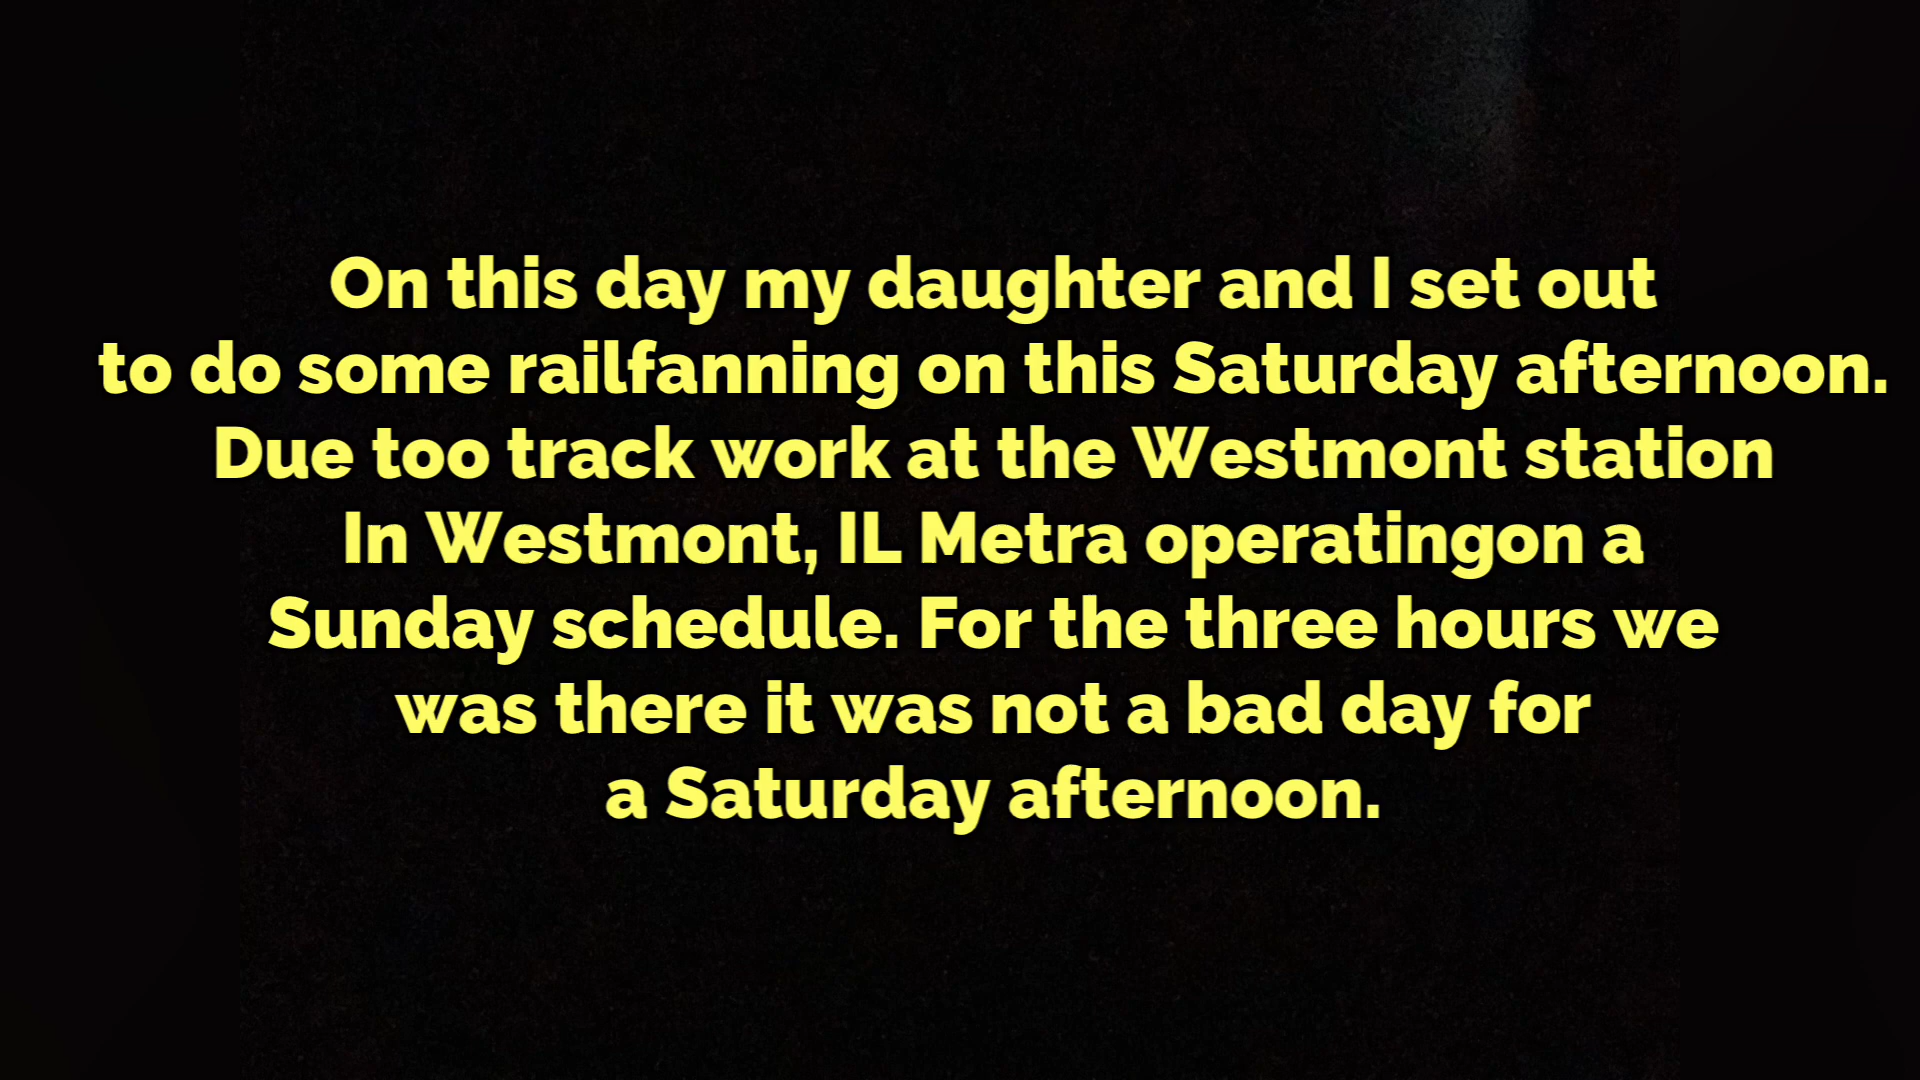 On this day my daughter and I set out
to do some railfanning on this Saturday afternoon.
Due too track work at the Westmont station
In Westmont, IL Metra operatingon a
Sunday schedule. For the three hours we
was there it was not a bad day for
a Saturday afternoon.